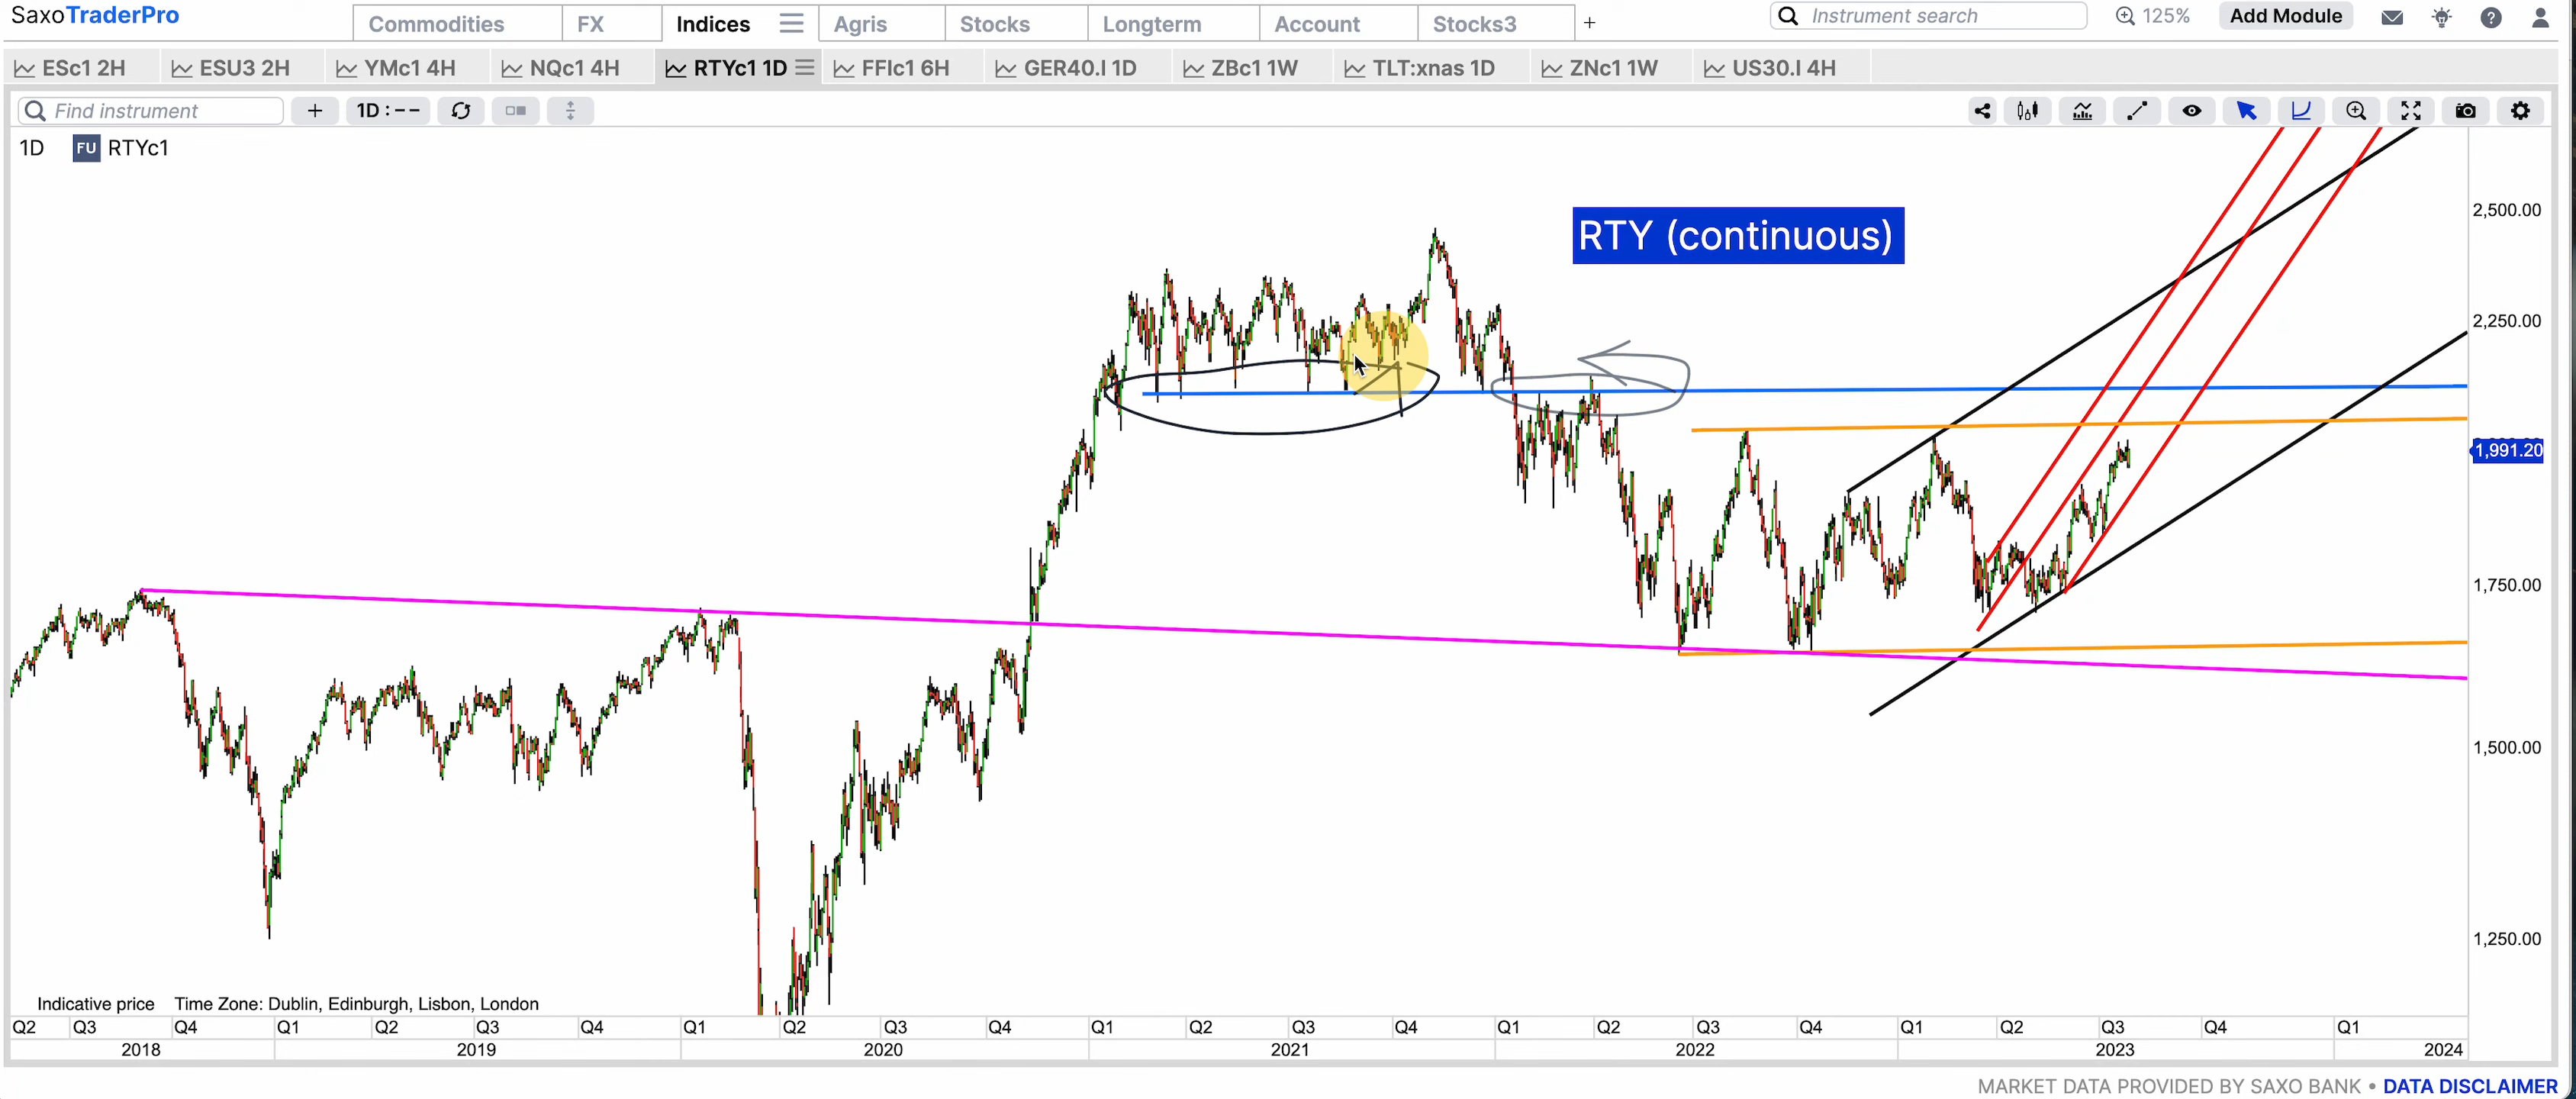 SaxoTraderPro
Commodities FX Indices Agris Stocks Longterm Account Stocks3 + Instrument search 125% Add Module
ESc1 2H ESU3 2H YMc1 4H NQc1 4H RTYc1 1D FFIc1 6H GER40.I 1D ZBc1 1W TLT:xnas 1D ZNc1 1W US30.I 4H
Find instrument + 1D : --
1D FU RTYc1
RTY (continuous)
2,500.00
2,250.00
1,991.20
1,750.00
1,500.00
1,250.00
Indicative price Time Zone: Dublin, Edinburgh, Lisbon, London
Q2 Q3 Q4 Q1 Q2 Q3 Q4 Q1 Q2 Q3 Q4 Q1 Q2 Q3 Q4 Q1 Q2 Q3 Q4 Q1 Q2 Q3 Q4 Q1
2018 2019 2020 2021 2022 2023 2024
MARKET DATA PROVIDED BY SAXO BANK • DATA DISCLAIMER